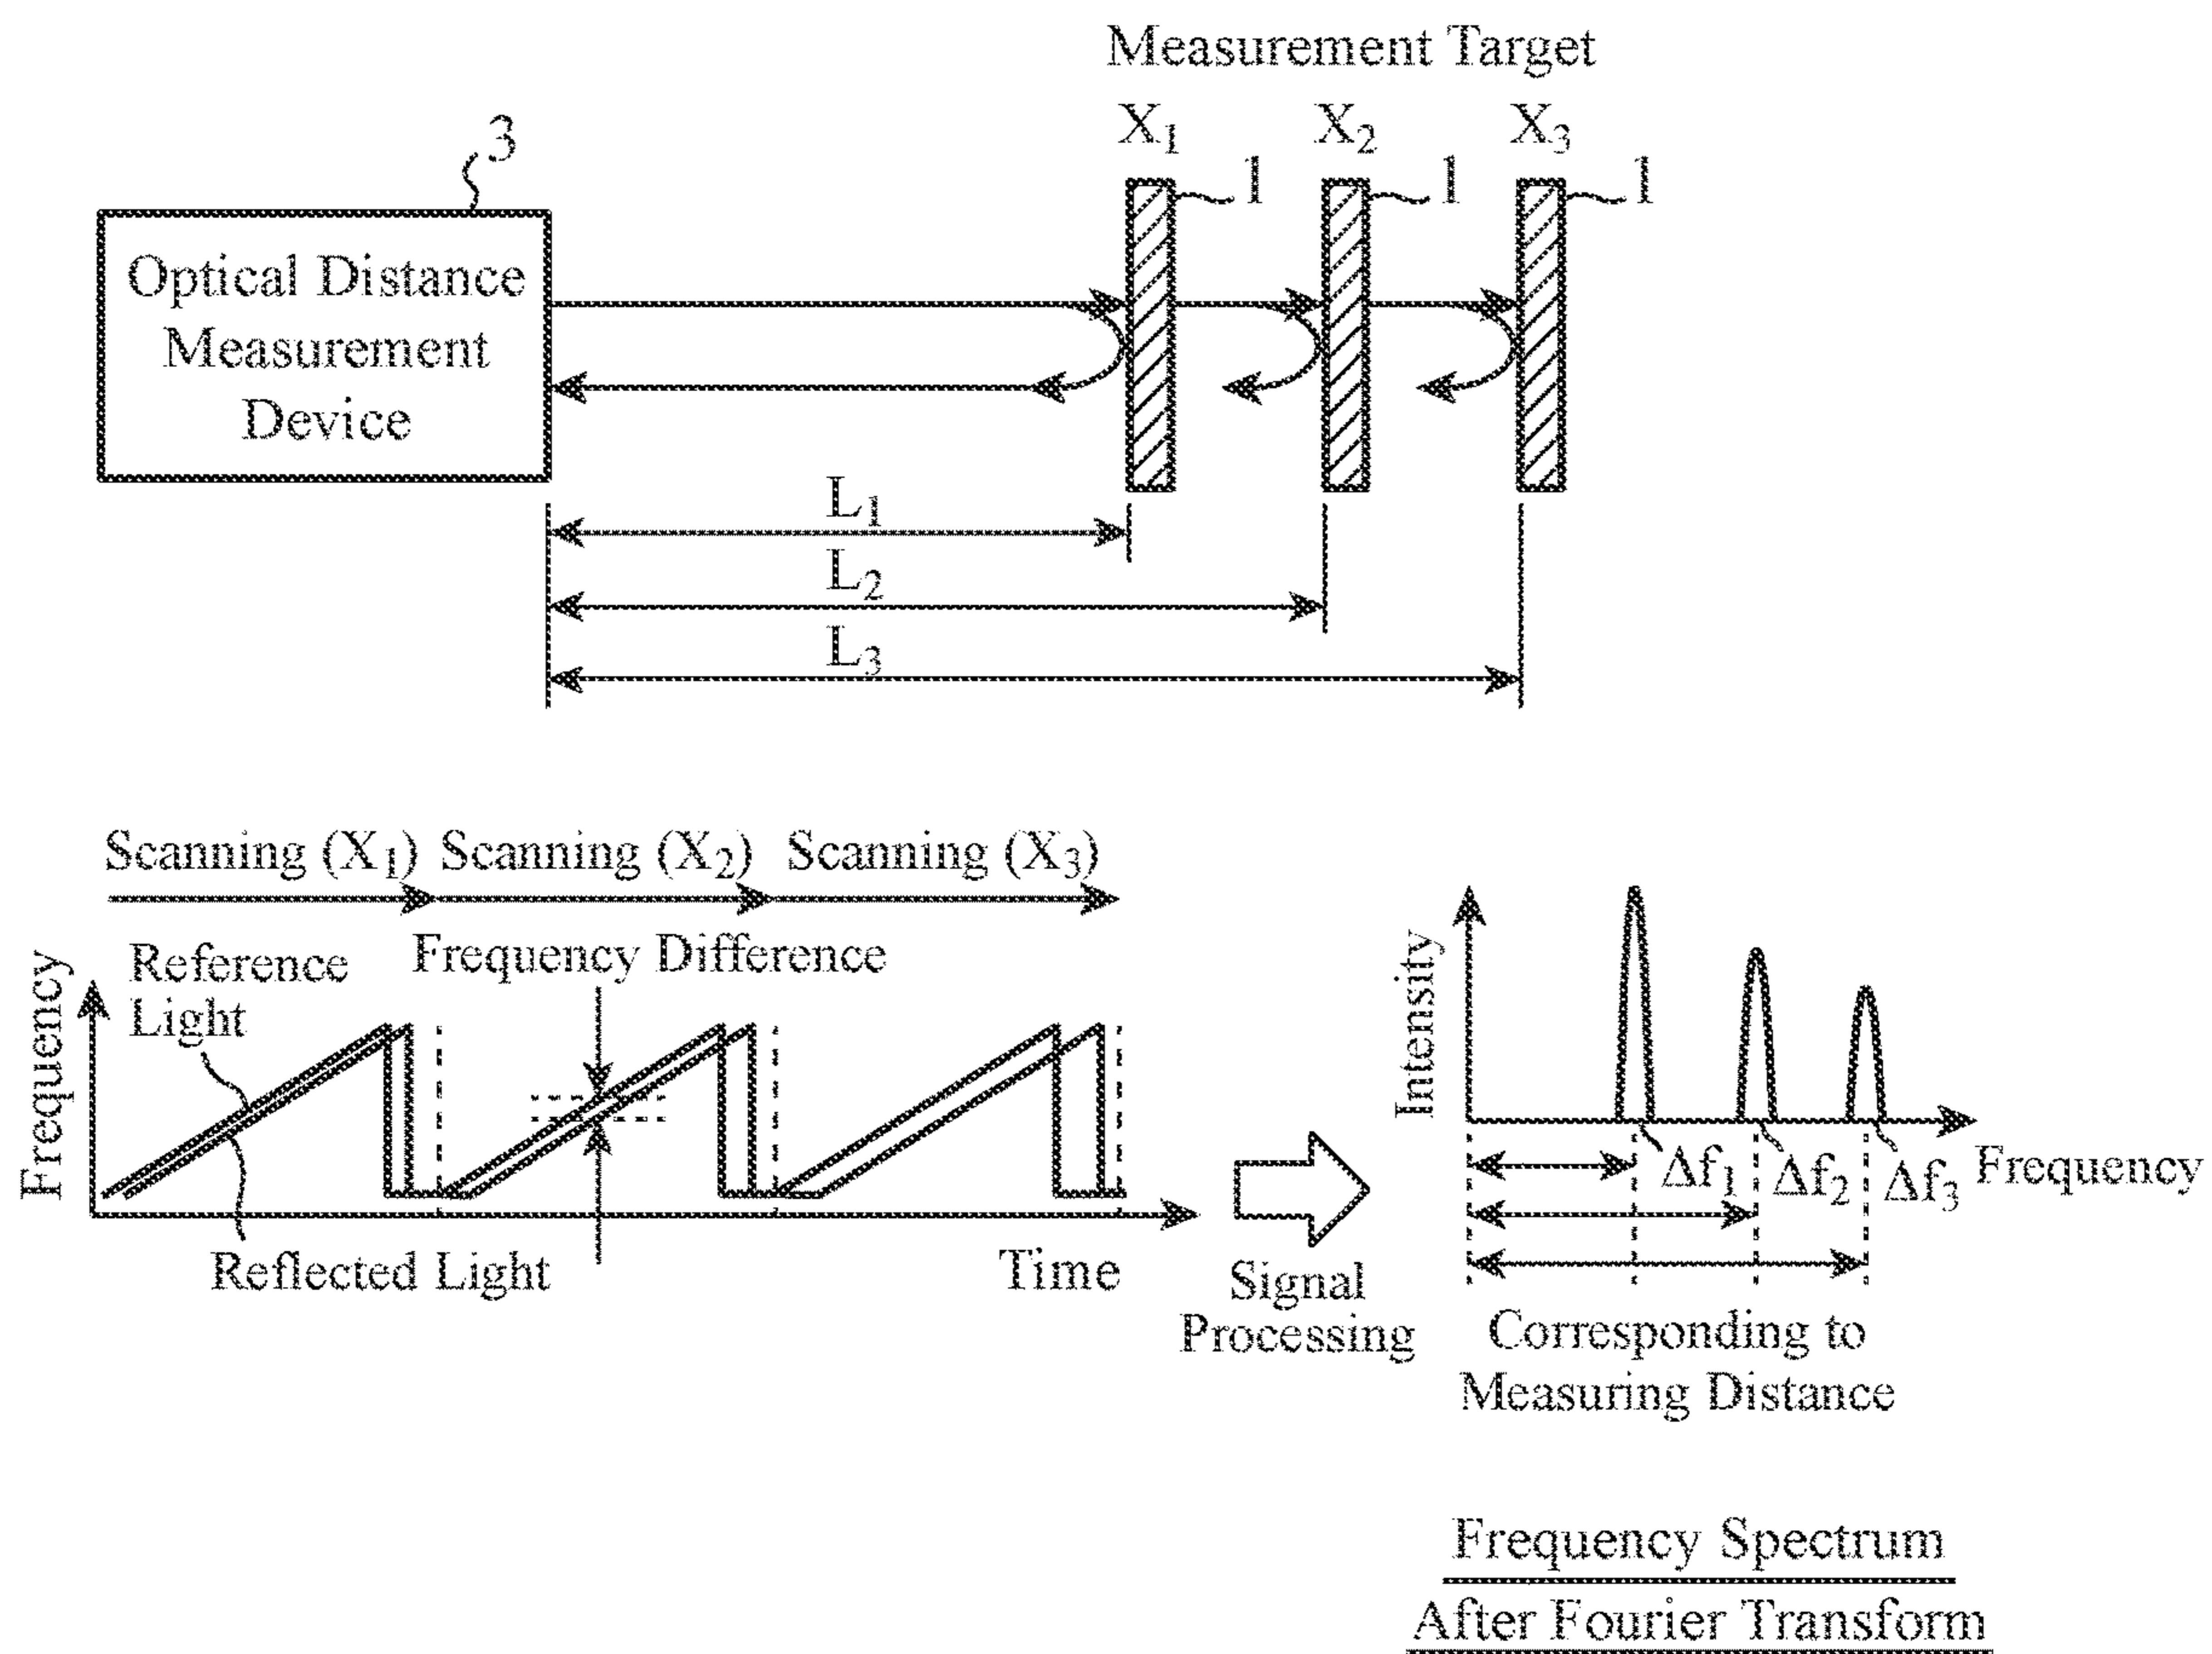 Measurement Target
X₁ X₂ X₃
3
1 1 1
Optical Distance
Measurement
Device
L₁
L₂
L₃
Scanning (X₁) Scanning (X₂) Scanning (X₃)
Frequency Difference
Reference
Light
Frequency
Reflected Light
Time
Signal
Processing
Intensity
Δf₁ Δf₂ Δf₃
Frequency
Corresponding to
Measuring Distance
Frequency Spectrum
After Fourier Transform